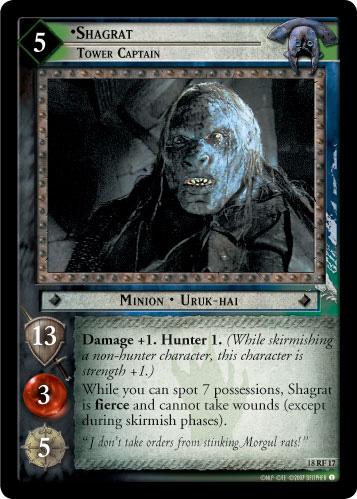 5
•Shagrat
Tower Captain
Minion • Uruk-hai
13
Damage +1. Hunter 1. (While skirmishing
a non-hunter character, this character is
strength +1.)
3
While you can spot 7 possessions, Shagrat
is fierce and cannot take wounds (except
during skirmish phases).
5
“I don't take orders from stinking Morgul rats!”
18 RF 17